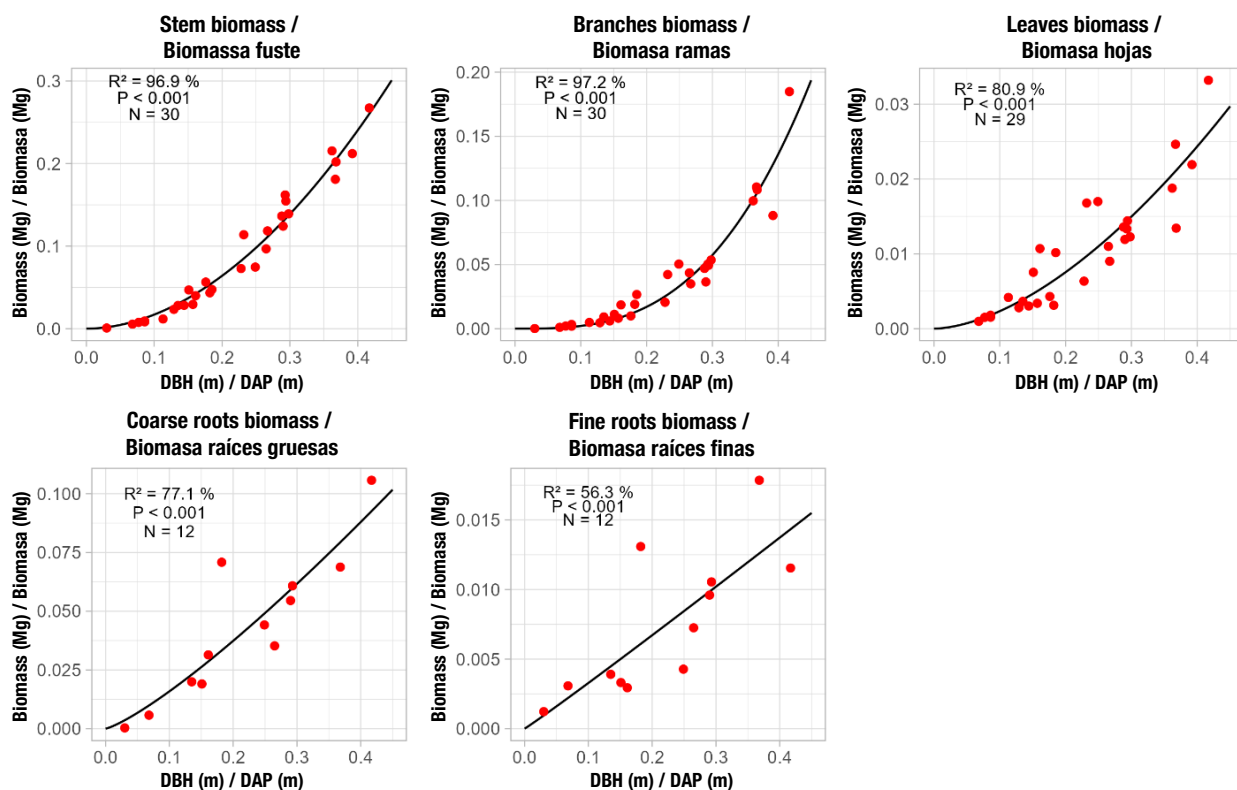 Stem biomass /
Biomassa fuste
R² = 96.9 %
P < 0.001
N = 30
0.3
0.2
0.1
0.0
Biomass (Mg) / Biomasa (Mg)
0.0 0.1 0.2 0.3 0.4
DBH (m) / DAP (m)
Branches biomass /
Biomasa ramas
R² = 97.2 %
P < 0.001
N = 30
0.20
0.15
0.10
0.05
0.00
Biomass (Mg) / Biomasa (Mg)
0.0 0.1 0.2 0.3 0.4
DBH (m) / DAP (m)
Leaves biomass /
Biomasa hojas
R² = 80.9 %
P < 0.001
N = 29
0.03
0.02
0.01
0.00
Biomass (Mg) / Biomasa (Mg)
0.0 0.1 0.2 0.3 0.4
DBH (m) / DAP (m)
Coarse roots biomass /
Biomasa raíces gruesas
R² = 77.1 %
P < 0.001
N = 12
0.100
0.075
0.050
0.025
0.000
Biomass (Mg) / Biomasa (Mg)
0.0 0.1 0.2 0.3 0.4
DBH (m) / DAP (m)
Fine roots biomass /
Biomasa raíces finas
R² = 56.3 %
P < 0.001
N = 12
0.015
0.010
0.005
0.000
Biomass (Mg) / Biomasa (Mg)
0.0 0.1 0.2 0.3 0.4
DBH (m) / DAP (m)